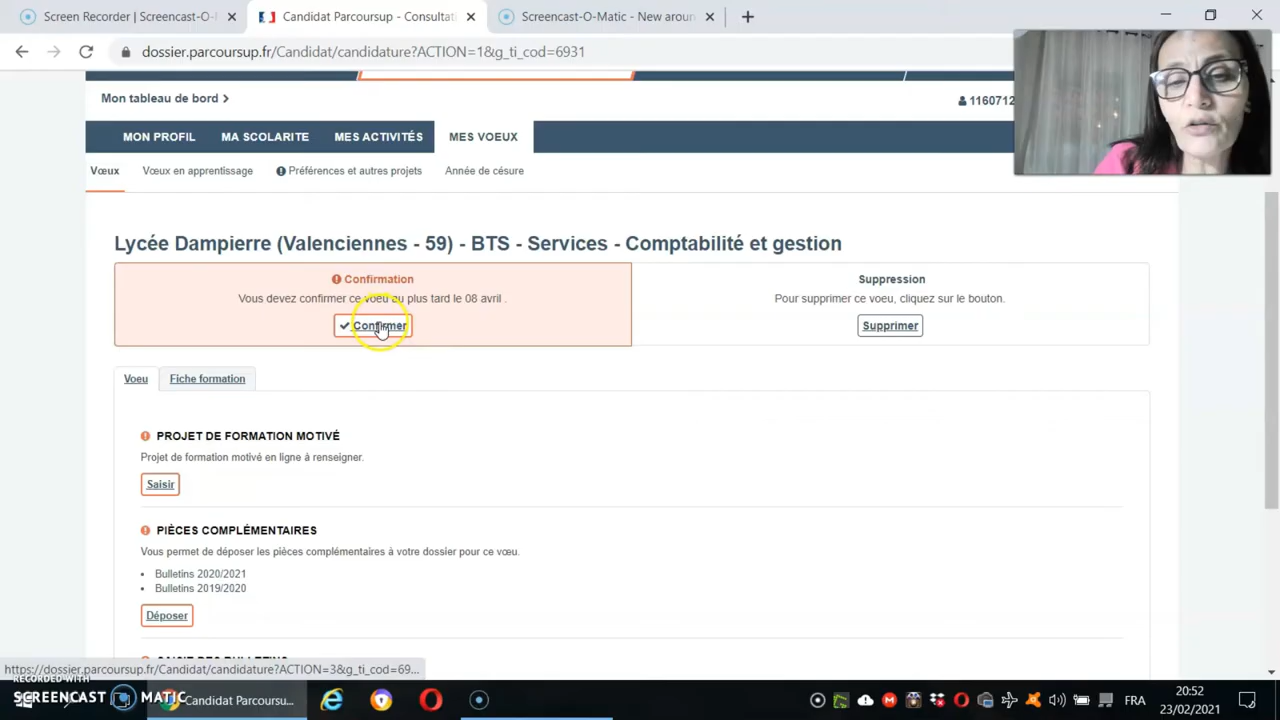 Screen Recorder | Screencast-O-M
Candidat Parcoursup - Consultati
Screencast-O-Matic - New aroun
dossier.parcoursup.fr/Candidat/candidature?ACTION=1&g_ti_cod=6931
Mon tableau de bord
1160712
MON PROFIL
MA SCOLARITE
MES ACTIVITÉS
MES VOEUX
Vœux
Vœux en apprentissage
Préférences et autres projets
Année de césure
Lycée Dampierre (Valenciennes - 59) - BTS - Services - Comptabilité et gestion
Confirmation
Vous devez confirmer ce voeu au plus tard le 08 avril .
Confirmer
Suppression
Pour supprimer ce voeu, cliquez sur le bouton.
Supprimer
Voeu
Fiche formation
PROJET DE FORMATION MOTIVÉ
Projet de formation motivé en ligne à renseigner.
Saisir
PIÈCES COMPLÉMENTAIRES
Vous permet de déposer les pièces complémentaires à votre dossier pour ce vœu.
• Bulletins 2020/2021
• Bulletins 2019/2020
Déposer
https://dossier.parcoursup.fr/Candidat/candidature?ACTION=3&g_ti_cod=69...
RECORDED WITH
SCREENCAST MATIC
Candidat Parcoursu...
FRA
20:52
23/02/2021